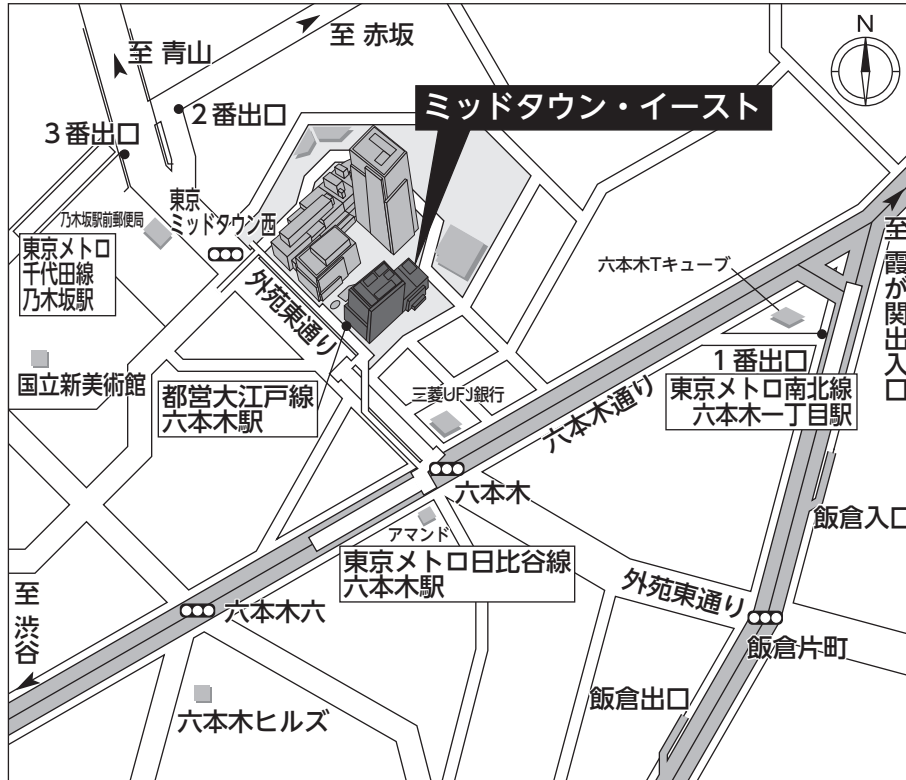 至 青山
至 赤坂
N
ミッドタウン・イースト
2番出口
3番出口
東京
ミッドタウン西
乃木坂駅前郵便局
東京メトロ
千代田線
乃木坂駅
外苑東通り
六本木Tキューブ
至 霞が関出入口
国立新美術館
都営大江戸線
六本木駅
三菱UFJ銀行
六本木通り
1番出口
東京メトロ南北線
六本木一丁目駅
六本木
アマンド
東京メトロ日比谷線
六本木駅
飯倉入口
外苑東通り
至 渋谷
六本木六
飯倉片町
飯倉出口
六本木ヒルズ